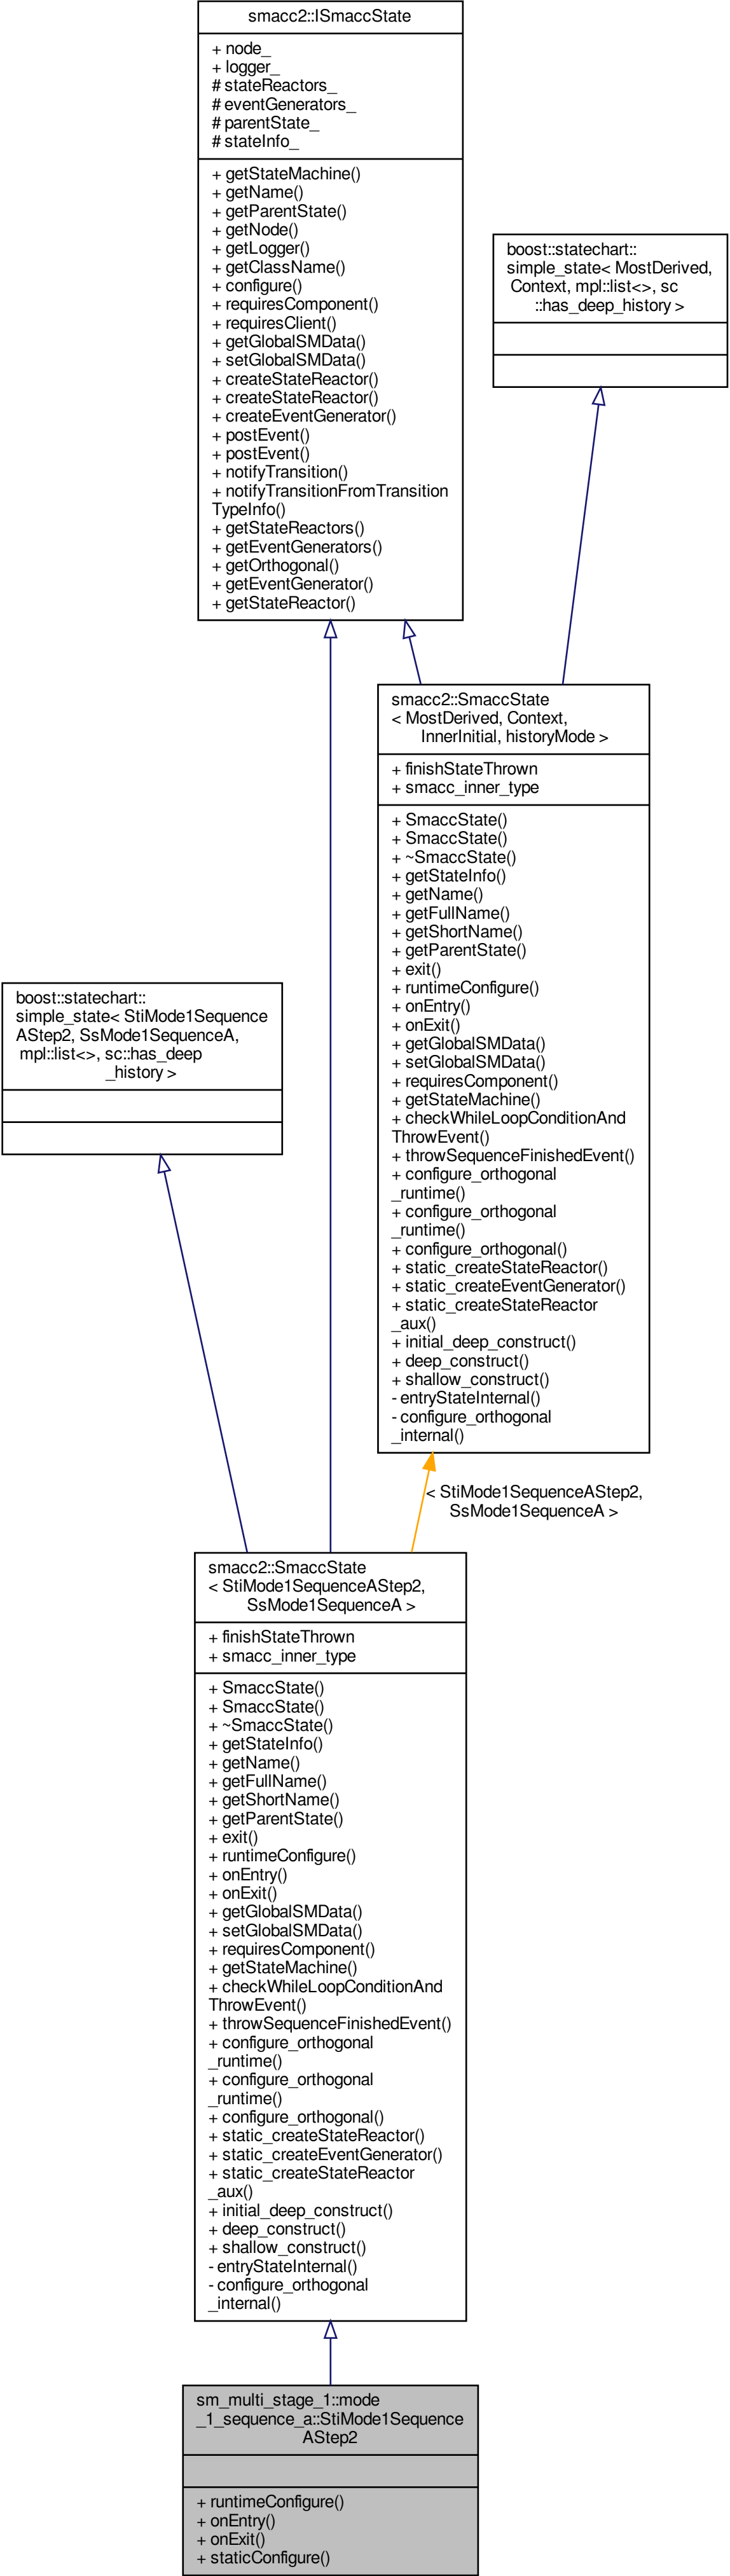 smacc2::ISmaccState
+ node_
+ logger_
# stateReactors_
# eventGenerators_
# parentState_
# stateInfo_
+ getStateMachine()
+ getName()
+ getParentState()
+ getNode()
+ getLogger()
+ getClassName()
+ configure()
+ requiresComponent()
+ requiresClient()
+ getGlobalSMData()
+ setGlobalSMData()
+ createStateReactor()
+ createStateReactor()
+ createEventGenerator()
+ postEvent()
+ postEvent()
+ notifyTransition()
+ notifyTransitionFromTransition
TypeInfo()
+ getStateReactors()
+ getEventGenerators()
+ getOrthogonal()
+ getEventGenerator()
+ getStateReactor()
boost::statechart::
simple_state< MostDerived,
Context, mpl::list<>, sc
::has_deep_history >
smacc2::SmaccState
< MostDerived, Context,
InnerInitial, historyMode >
+ finishStateThrown
+ smacc_inner_type
+ SmaccState()
+ SmaccState()
+ ~SmaccState()
+ getStateInfo()
+ getName()
+ getFullName()
+ getShortName()
+ getParentState()
+ exit()
+ runtimeConfigure()
+ onEntry()
+ onExit()
+ getGlobalSMData()
+ setGlobalSMData()
+ requiresComponent()
+ getStateMachine()
+ checkWhileLoopConditionAnd
ThrowEvent()
+ throwSequenceFinishedEvent()
+ configure_orthogonal
_runtime()
+ configure_orthogonal
_runtime()
+ configure_orthogonal()
+ static_createStateReactor()
+ static_createEventGenerator()
+ static_createStateReactor
_aux()
+ initial_deep_construct()
+ deep_construct()
+ shallow_construct()
- entryStateInternal()
- configure_orthogonal
_internal()
boost::statechart::
simple_state< StiMode1Sequence
AStep2, SsMode1SequenceA,
mpl::list<>, sc::has_deep
_history >
< StiMode1SequenceAStep2,
SsMode1SequenceA >
smacc2::SmaccState
< StiMode1SequenceAStep2,
SsMode1SequenceA >
+ finishStateThrown
+ smacc_inner_type
+ SmaccState()
+ SmaccState()
+ ~SmaccState()
+ getStateInfo()
+ getName()
+ getFullName()
+ getShortName()
+ getParentState()
+ exit()
+ runtimeConfigure()
+ onEntry()
+ onExit()
+ getGlobalSMData()
+ setGlobalSMData()
+ requiresComponent()
+ getStateMachine()
+ checkWhileLoopConditionAnd
ThrowEvent()
+ throwSequenceFinishedEvent()
+ configure_orthogonal
_runtime()
+ configure_orthogonal
_runtime()
+ configure_orthogonal()
+ static_createStateReactor()
+ static_createEventGenerator()
+ static_createStateReactor
_aux()
+ initial_deep_construct()
+ deep_construct()
+ shallow_construct()
- entryStateInternal()
- configure_orthogonal
_internal()
sm_multi_stage_1::mode
_1_sequence_a::StiMode1Sequence
AStep2
+ runtimeConfigure()
+ onEntry()
+ onExit()
+ staticConfigure()